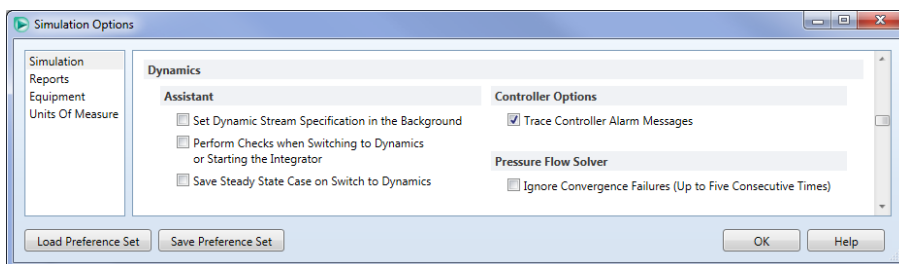 Simulation Options
Simulation
Reports
Equipment
Units Of Measure
Dynamics
Assistant
Set Dynamic Stream Specification in the Background
Perform Checks when Switching to Dynamics
or Starting the Integrator
Save Steady State Case on Switch to Dynamics
Controller Options
Trace Controller Alarm Messages
Pressure Flow Solver
Ignore Convergence Failures (Up to Five Consecutive Times)
Load Preference Set
Save Preference Set
OK
Help